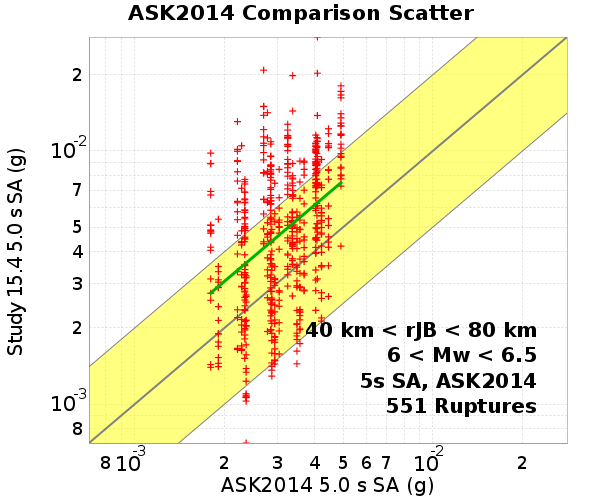 ASK2014 Comparison Scatter
Study 15.4 5.0 s SA (g)
2
10-2
7
5
4
3
2
10-3
8
40 km < rJB < 80 km
6 < Mw < 6.5
5s SA, ASK2014
551 Ruptures
8 10-3 2 3 4 5 6 7 10-2 2
ASK2014 5.0 s SA (g)